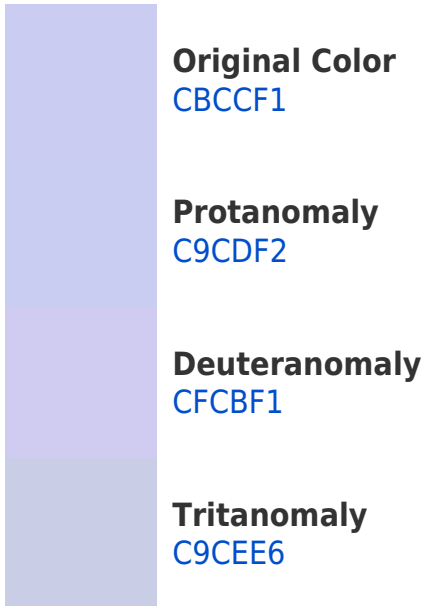 Original Color
CBCCF1
Protanomaly
C9CDF2
Deuteranomaly
CFCBF1
Tritanomaly
C9CEE6